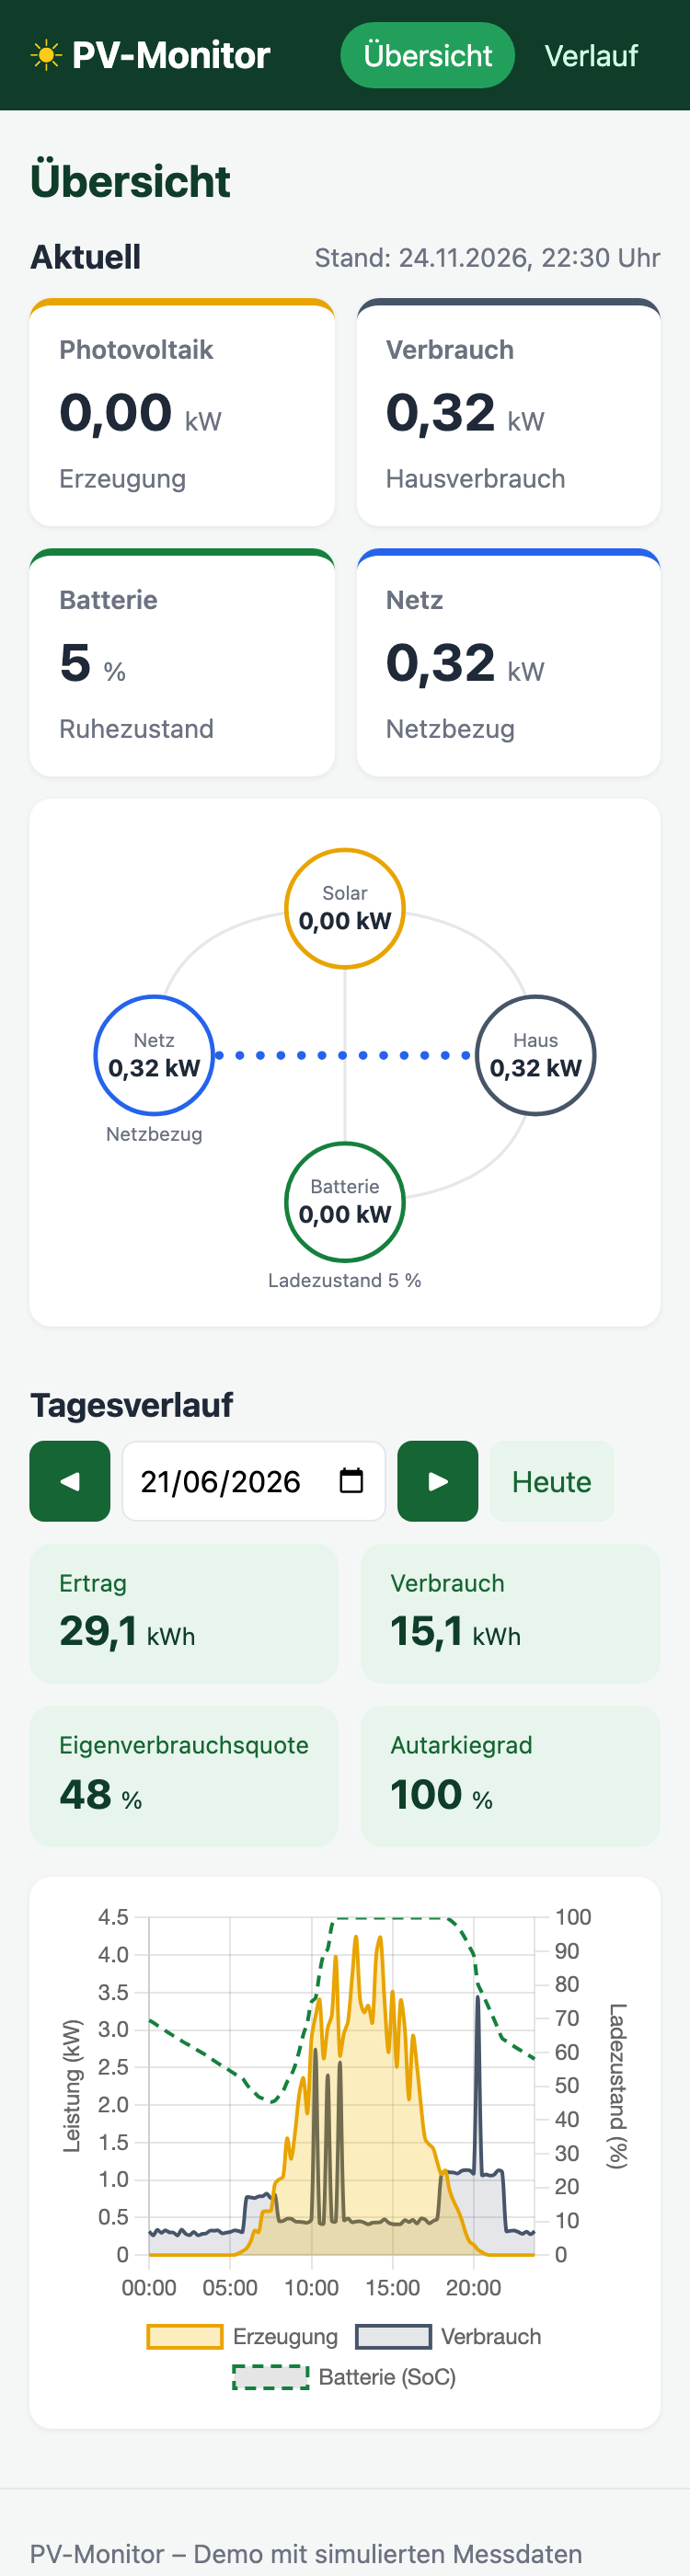 PV-Monitor Übersicht Verlauf
Übersicht
Aktuell Stand: 24.11.2026, 22:30 Uhr
Photovoltaik
0,00 kW
Erzeugung
Verbrauch
0,32 kW
Hausverbrauch
Batterie
5 %
Ruhezustand
Netz
0,32 kW
Netzbezug
Solar
0,00 kW
Netz
0,32 kW
Netzbezug
Haus
0,32 kW
Batterie
0,00 kW
Ladezustand 5 %
Tagesverlauf
◀ 21/06/2026 ▶ Heute
Ertrag
29,1 kWh
Verbrauch
15,1 kWh
Eigenverbrauchsquote
48 %
Autarkiegrad
100 %
Leistung (kW)
4.5
4.0
3.5
3.0
2.5
2.0
1.5
1.0
0.5
0
100
90
80
70
60
50
40
30
20
10
0
Ladezustand (%)
00:00 05:00 10:00 15:00 20:00
Erzeugung Verbrauch
Batterie (SoC)
PV-Monitor – Demo mit simulierten Messdaten